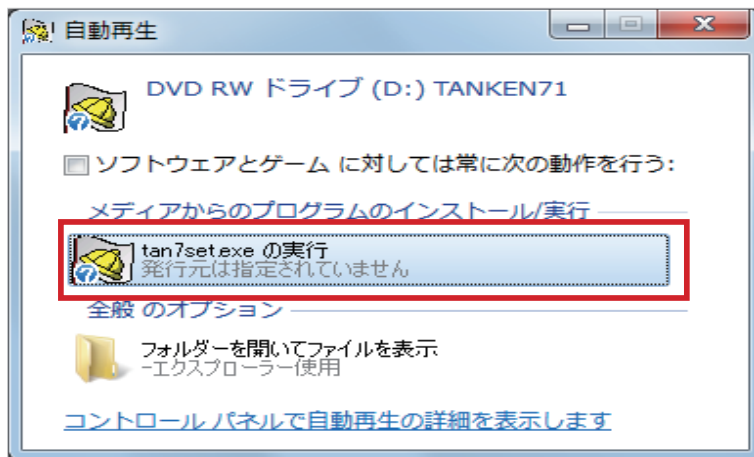 自動再生
DVD RW ドライブ (D:) TANKEN71
ソフトウェアとゲーム に対しては常に次の動作を行う:
メディアからのプログラムのインストール/実行
tan7set.exe の実行
発行元は指定されていません
全般 のオプション
フォルダーを開いてファイルを表示
-エクスプローラー使用
コントロール パネルで自動再生の詳細を表示します